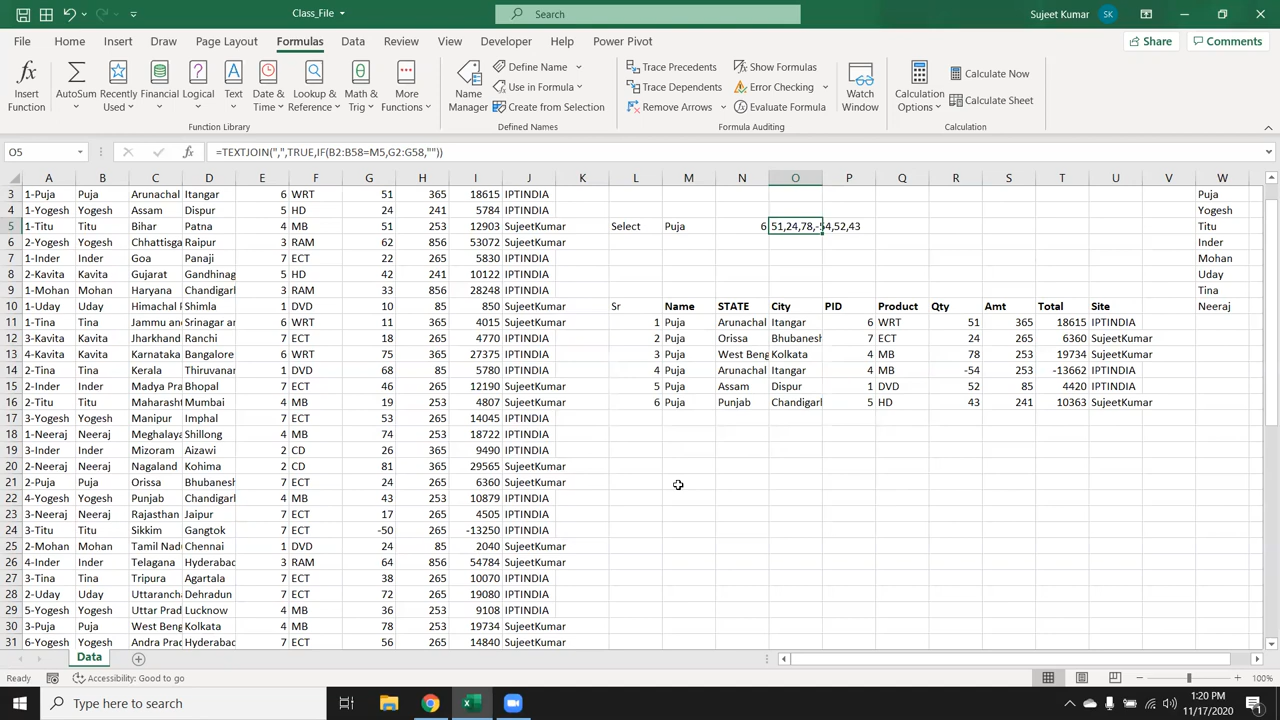 Class_File
Search
Sujeet Kumar
SK
File Home Insert Draw Page Layout Formulas Data Review View Developer Help Power Pivot
Share Comments
Insert Function
AutoSum
Recently Used
Financial
Logical
Text
Date & Time
Lookup & Reference
Math & Trig
More Functions
Function Library
Name Manager
Define Name
Use in Formula
Create from Selection
Defined Names
Trace Precedents
Trace Dependents
Remove Arrows
Show Formulas
Error Checking
Evaluate Formula
Formula Auditing
Watch Window
Calculation Options
Calculate Now
Calculate Sheet
Calculation
O5 fx =TEXTJOIN(",",TRUE,IF(B2:B58=M5,G2:G58,""))
A B C D E F G H I J K L M N O P Q R S T U V W
3 1-Puja Puja Arunachal Itangar 6 WRT 51 365 18615 IPTINDIA Puja
4 1-Yogesh Yogesh Assam Dispur 5 HD 24 241 5784 IPTINDIA Yogesh
5 1-Titu Titu Bihar Patna 4 MB 51 253 12903 SujeetKumar Select Puja 6 51,24,78,-54,52,43 Titu
6 2-Yogesh Yogesh Chhattisga Raipur 3 RAM 62 856 53072 SujeetKumar Inder
7 1-Inder Inder Goa Panaji 7 ECT 22 265 5830 IPTINDIA Mohan
8 2-Kavita Kavita Gujarat Gandhinag 5 HD 42 241 10122 IPTINDIA Uday
9 1-Mohan Mohan Haryana Chandigarh 3 RAM 33 856 28248 IPTINDIA Tina
10 1-Uday Uday Himachal P Shimla 1 DVD 10 85 850 SujeetKumar Sr Name STATE City PID Product Qty Amt Total Site Neeraj
11 1-Tina Tina Jammu and Srinagar an 6 WRT 11 365 4015 IPTINDIA 1 Puja Arunachal Itangar 6 WRT 51 365 18615 IPTINDIA
12 3-Kavita Kavita Jharkhand Ranchi 7 ECT 18 265 4770 IPTINDIA 2 Puja Orissa Bhubanesh 7 ECT 24 265 6360 SujeetKumar
13 4-Kavita Kavita Karnataka Bangalore 6 WRT 75 365 27375 IPTINDIA 3 Puja West Beng Kolkata 4 MB 78 253 19734 SujeetKumar
14 2-Tina Tina Kerala Thiruvanan 1 DVD 68 85 5780 IPTINDIA 4 Puja Arunachal Itangar 4 MB -54 253 -13662 SujeetKumar
15 2-Inder Inder Madya Pra Bhopal 7 ECT 46 265 12190 SujeetKumar 5 Puja Assam Dispur 1 DVD 52 85 4420 SujeetKumar
16 2-Titu Titu Maharasht Mumbai 4 MB 19 253 4807 SujeetKumar 6 Puja Punjab Chandigarh 5 HD 43 241 10363 SujeetKumar
17 3-Yogesh Yogesh Manipur Imphal 7 ECT 53 265 14045 IPTINDIA
18 1-Neeraj Neeraj Meghalaya Shillong 4 MB 74 253 18722 IPTINDIA
19 3-Inder Inder Mizoram Aizawi 2 CD 26 365 9490 IPTINDIA
20 2-Neeraj Neeraj Nagaland Kohima 2 CD 81 365 29565 SujeetKumar
21 2-Puja Puja Orissa Bhubanesh 7 ECT 24 265 6360 SujeetKumar
22 4-Yogesh Yogesh Punjab Chandigarh 4 MB 43 253 10879 IPTINDIA
23 3-Neeraj Neeraj Rajasthan Jaipur 7 ECT 17 265 4505 IPTINDIA
24 3-Titu Titu Sikkim Gangtok 7 ECT -50 265 -13250 IPTINDIA
25 2-Mohan Mohan Tamil Nad Chennai 1 DVD 24 85 2040 SujeetKumar
26 4-Inder Inder Telagana Hyderabad 3 RAM 64 856 54784 IPTINDIA
27 3-Tina Tina Tripura Agartala 7 ECT 38 265 10070 IPTINDIA
28 2-Uday Uday Uttaranch Dehradun 7 ECT 72 265 19080 IPTINDIA
29 5-Yogesh Yogesh Uttar Prad Lucknow 4 MB 36 253 9108 IPTINDIA
30 3-Puja Puja West Beng Kolkata 4 MB 78 253 19734 SujeetKumar
31 6-Yogesh Yogesh Andra Prad Hyderabad 7 ECT 56 265 14840 IPTINDIA
Data
Ready Accessibility: Good to go 100%
Type here to search
1:20 PM
11/17/2020